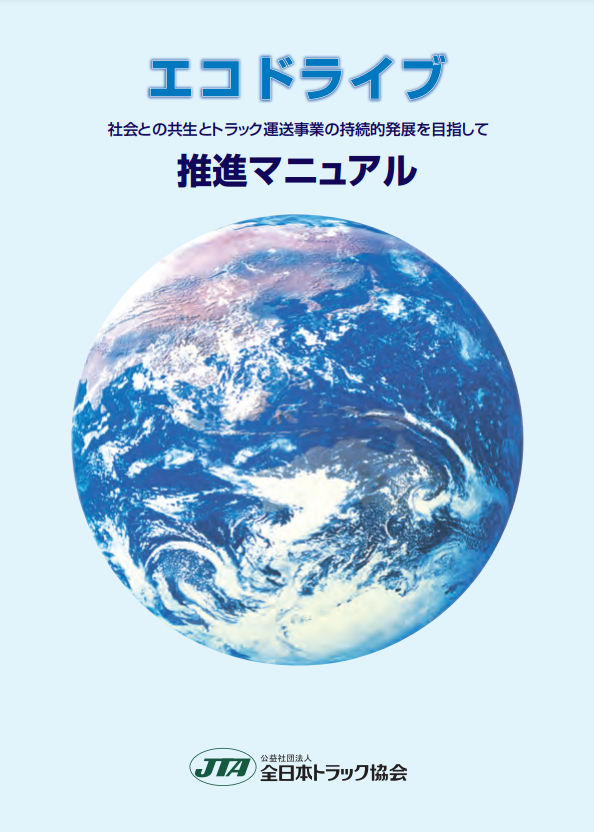 エコドライブ
社会との共生とトラック運送事業の持続的発展を目指して
推進マニュアル
JTA
公益社団法人
全日本トラック協会